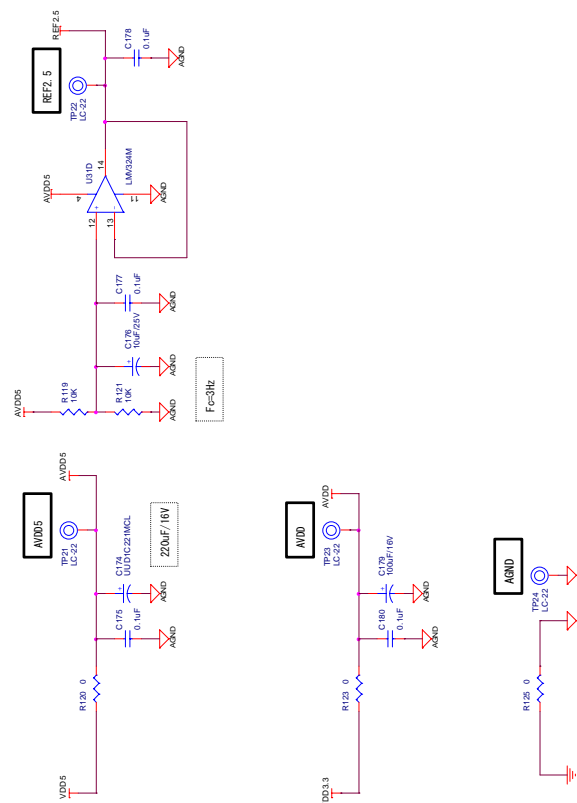 REF2.5
C178
0.1uF
AGND
REF2.5
TP22
LC-22
U31D
LMV324M
AVDD5
4
14
11
AGND
12
13
+
-
C177
0.1uF
AGND
C176
10uF/25V
+
AGND
Fc=3Hz
AVDD5
R119
10K
R121
10K
AGND
VDD5
R120 0
C175
0.1uF
AGND
C174
UUD1C221MCL
+
AGND
220uF/16V
AVDD5
TP21
LC-22
AVDD5
DD3.3
R123 0
C180
0.1uF
AGND
C179
100uF/16V
+
AGND
AVDD
TP23
LC-22
AVDD
R125 0
AGND
TP24
LC-22